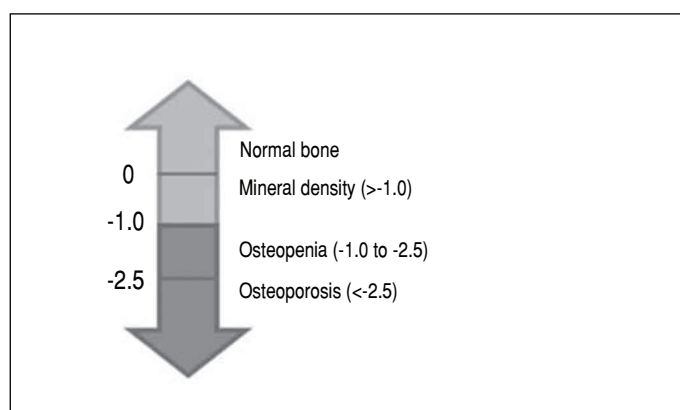 Normal bone
0
Mineral density (>-1.0)
-1.0
Osteopenia (-1.0 to -2.5)
-2.5
Osteoporosis (<-2.5)